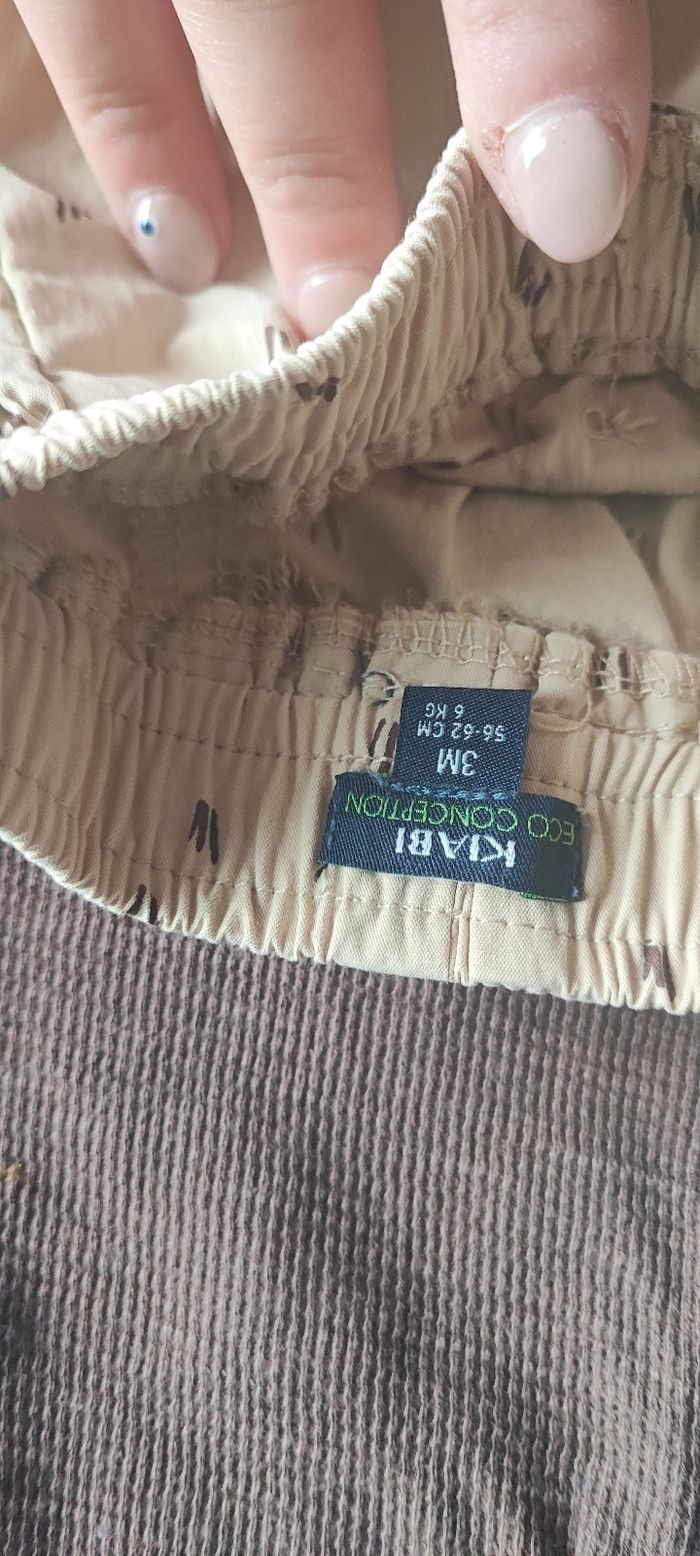 KIABI
ECO CONCEPTION
3M
56-62 CM
6 KG